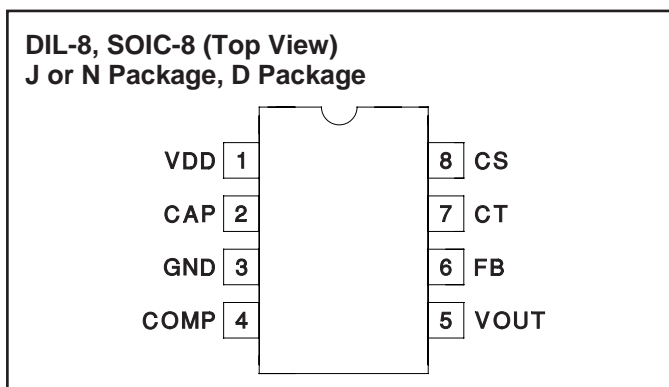 DIL-8, SOIC-8 (Top View)
J or N Package, D Package
VDD 1 8 CS
CAP 2 7 CT
GND 3 6 FB
COMP 4 5 VOUT